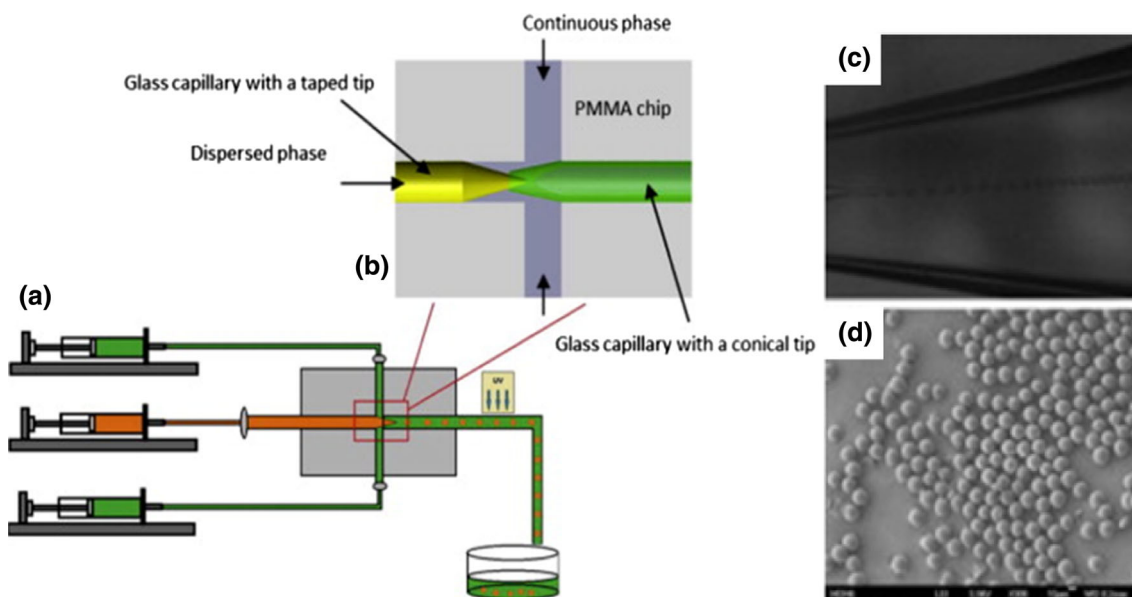 Continuous phase
(c)
Glass capillary with a taped tip
PMMA chip
Dispersed phase
(b)
(a)
Glass capillary with a conical tip
(d)
UV